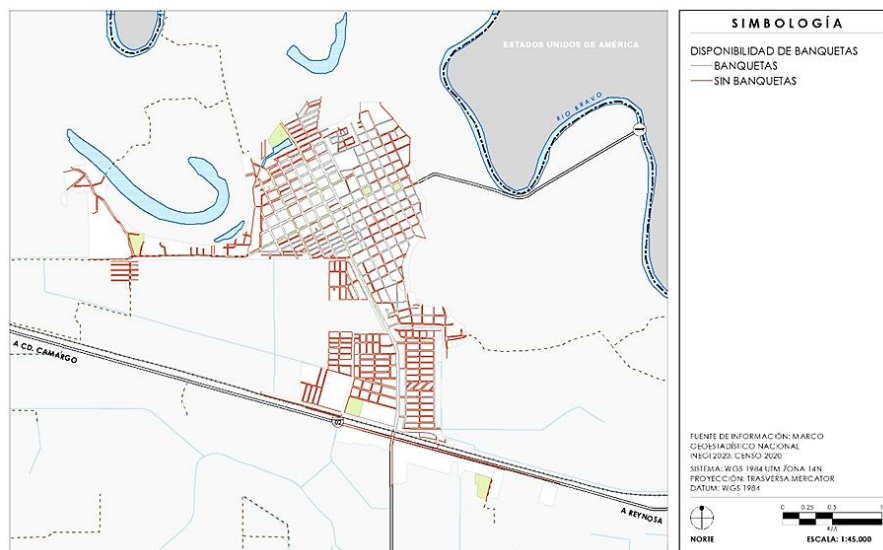 ESTADOS UNIDOS DE AMÉRICA
RIO BRAVO
A CD. CAMARGO
02
A REYNOSA
SIMBOLOGÍA
DISPONIBILIDAD DE BANQUETAS
BANQUETAS
SIN BANQUETAS
FUENTE DE INFORMACIÓN: MARCO
GEOESTADÍSTICO NACIONAL
INEGI 2020, CENSO 2020
SISTEMA: WGS 1984 UTM ZONA 14N
PROYECCIÓN: TRASVERSA MERCATOR
DATUM: WGS 1984
NORTE
0 0.25 0.5 1
KM
ESCALA: 1:45,000